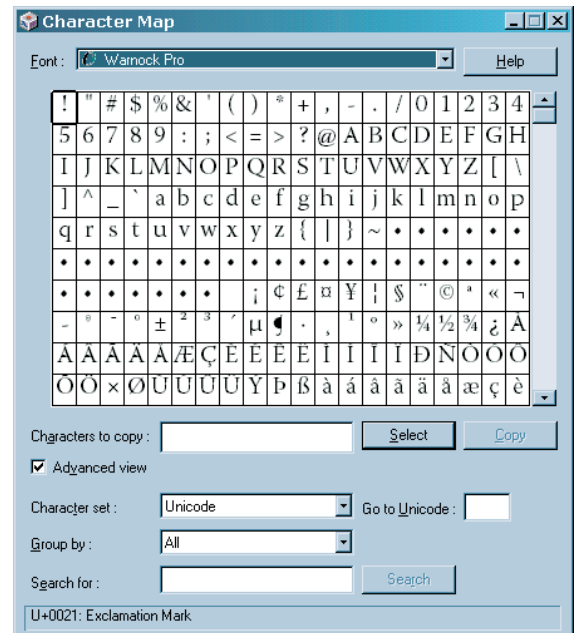 Character Map
Font : Warnock Pro Help
! " # $ % & ' ( ) * + , - . / 0 1 2 3 4
5 6 7 8 9 : ; < = > ? @ A B C D E F G H
I J K L M N O P Q R S T U V W X Y Z [ \
] ^ _ ` a b c d e f g h i j k l m n o p
q r s t u v w x y z { | } ~ • • • • • •
• • • • • • • • • • • • • • • • • • • •
• • • • • • • ¡ ¢ £ ¤ ¥ ¦ § ¨ © ª « ¬
- ® ¯ ° ± ² ³ ´ µ ¶ · ¸ ¹ º » ¼ ½ ¾ ¿ À
Á Â Ã Ä Å Æ Ç È É Ê Ë Ì Í Î Ï Ð Ñ Ò Ó Ô
Õ Ö × Ø Ù Ú Û Ü Ý Þ ß à á â ã ä å æ ç è
Characters to copy : Select Copy
Advanced view
Character set : Unicode Go to Unicode :
Group by : All
Search for : Search
U+0021: Exclamation Mark